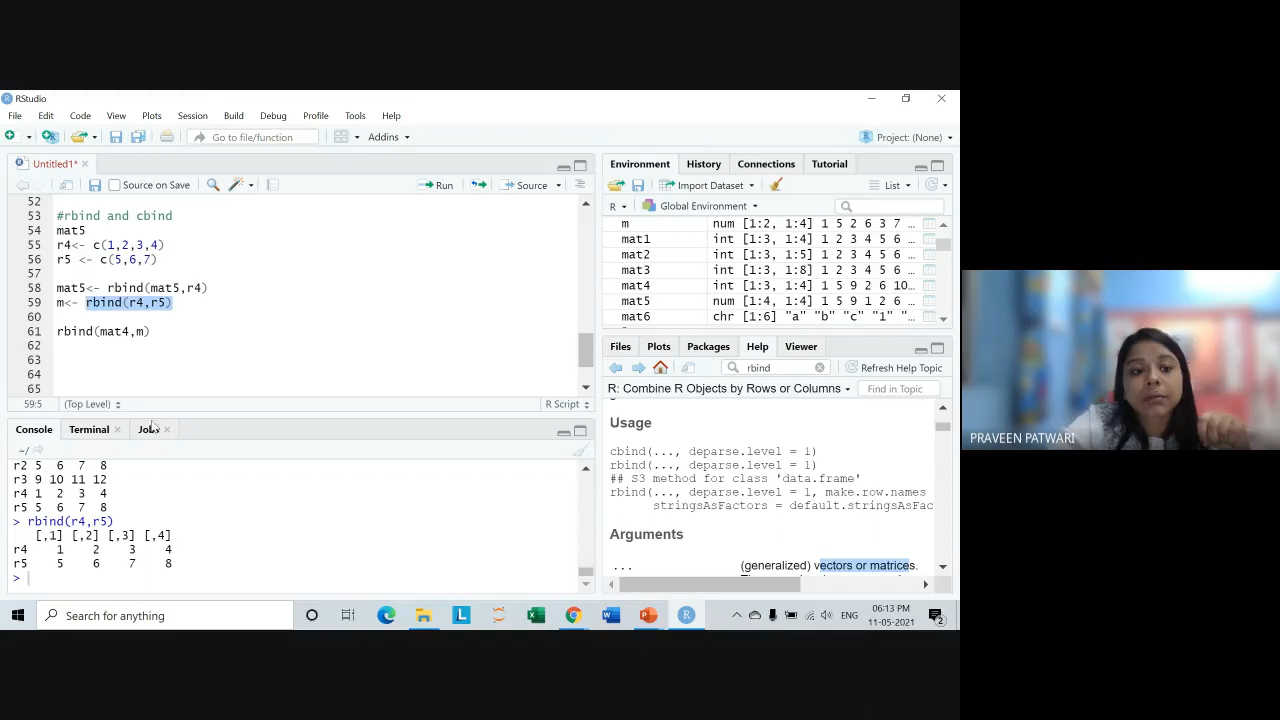 RStudio
File Edit Code View Plots Session Build Debug Profile Tools Help
Go to file/function Addins Project: (None)
Untitled1*
Source on Save Run Source
52
53 #rbind and cbind
54 mat5
55 r4<- c(1,2,3,4)
56 r5 <- c(5,6,7)
57
58 mat5<- rbind(mat5,r4)
59 m<- rbind(r4,r5)
60
61 rbind(mat4,m)
62
63
64
65
59:5 (Top Level) R Script
Console Terminal Jobs
~/
r2 5 6 7 8
r3 9 10 11 12
r4 1 2 3 4
r5 5 6 7 8
> rbind(r4,r5)
[,1] [,2] [,3] [,4]
r4 1 2 3 4
r5 5 6 7 8
>
Environment History Connections Tutorial
Import Dataset List
R Global Environment
m num [1:2, 1:4] 1 5 2 6 3 7 ...
mat1 int [1:3, 1:4] 1 2 3 4 5 6 ...
mat2 int [1:3, 1:5] 1 2 3 4 5 6 ...
mat3 int [1:3, 1:8] 1 2 3 4 5 6 ...
mat4 int [1:3, 1:4] 1 5 9 2 6 10...
mat5 num [1:4, 1:4] 1 5 9 1 2 6 ...
mat6 chr [1:6] "a" "b" "c" "1" "...
Files Plots Packages Help Viewer
rbind Refresh Help Topic
R: Combine R Objects by Rows or Columns Find in Topic
Usage
cbind(..., deparse.level = 1)
rbind(..., deparse.level = 1)
## S3 method for class 'data.frame'
rbind(..., deparse.level = 1, make.row.names
stringsAsFactors = default.stringsAsFac
Arguments
... (generalized) vectors or matrices.
PRAVEEN PATWARI
Search for anything
ENG
06:13 PM
11-05-2021
2